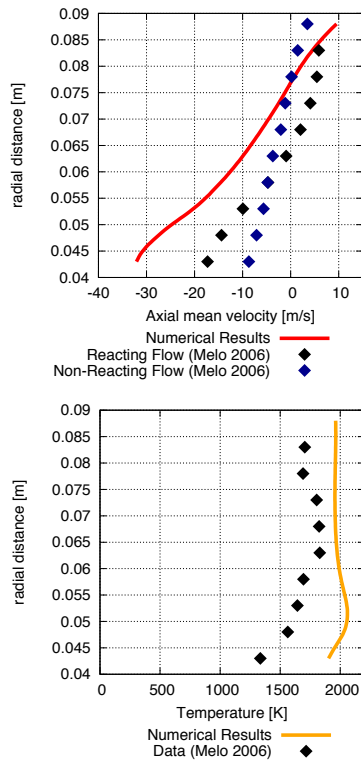 0.09
0.085
0.08
0.075
0.07
0.065
0.06
0.055
0.05
0.045
0.04
radial distance [m]
-40 -30 -20 -10 0 10
Axial mean velocity [m/s]
Numerical Results
Reacting Flow (Melo 2006)
Non-Reacting Flow (Melo 2006)
0.09
0.085
0.08
0.075
0.07
0.065
0.06
0.055
0.05
0.045
0.04
radial distance [m]
0 500 1000 1500 2000
Temperature [K]
Numerical Results
Data (Melo 2006)